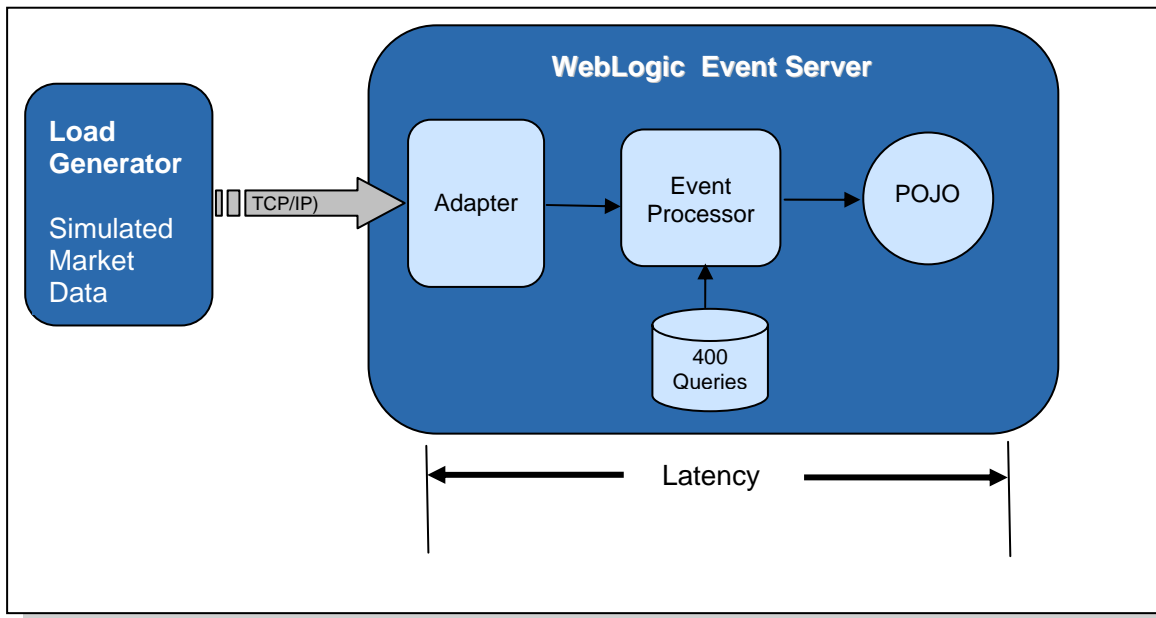 WebLogic  Event Server
Load
Generator
Simulated
Market
Data
TCP/IP)
Adapter
Event
Processor
POJO
400
Queries
Latency